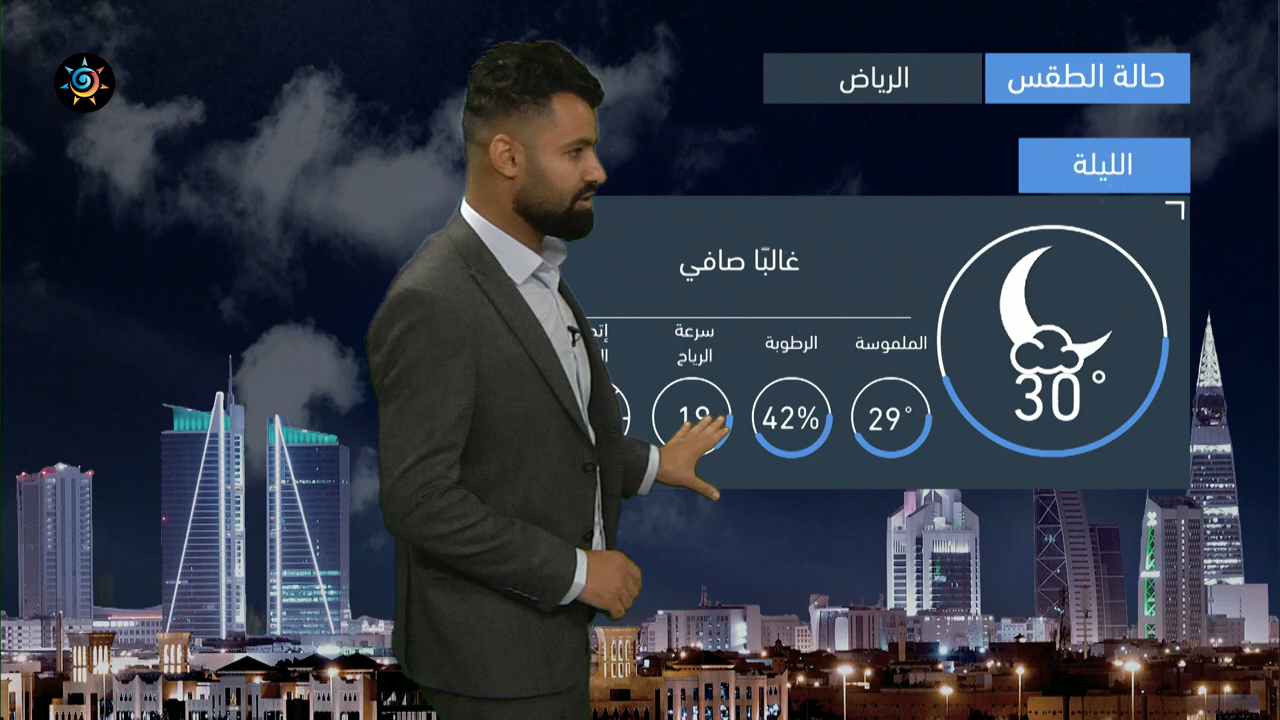 حالة الطقس
الرياض
الليلة
غالبًا صافي
30°
الملموسة
الرطوبة
سرعة
الرياح
29°
42%